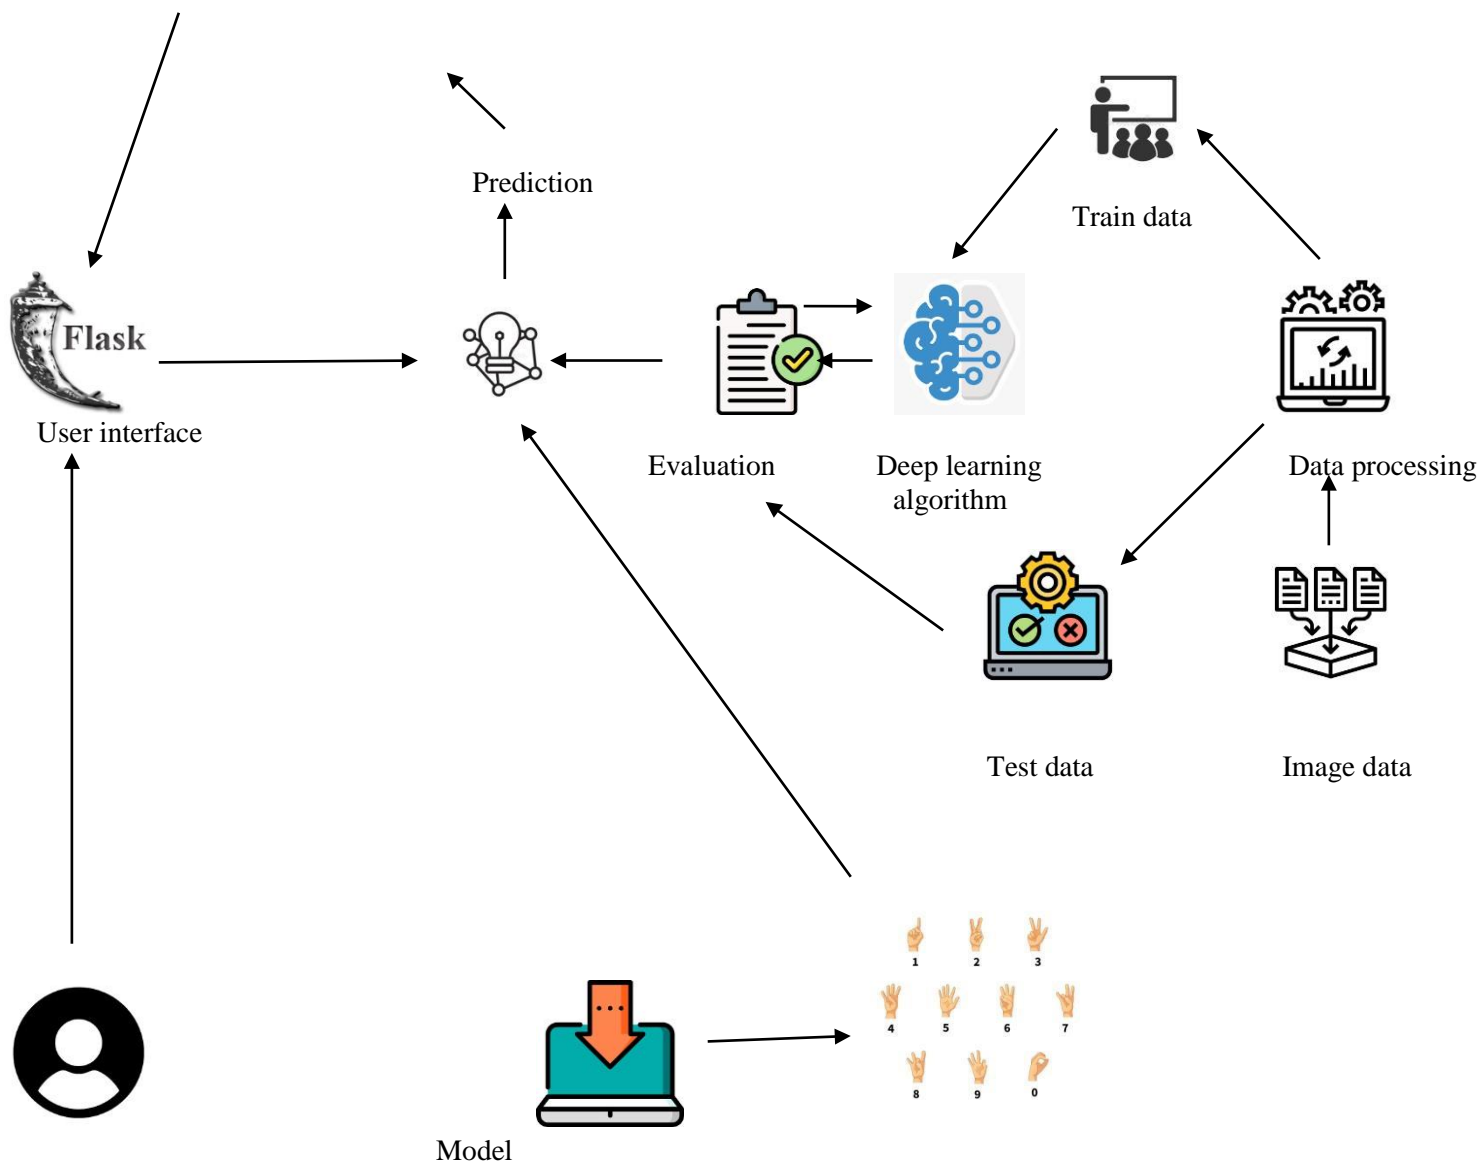 Prediction
Train data
Flask
User interface
Evaluation
Deep learning
algorithm
Data processing
Test data
Image data
1 2 3
4 5 6 7
8 9 0
Model